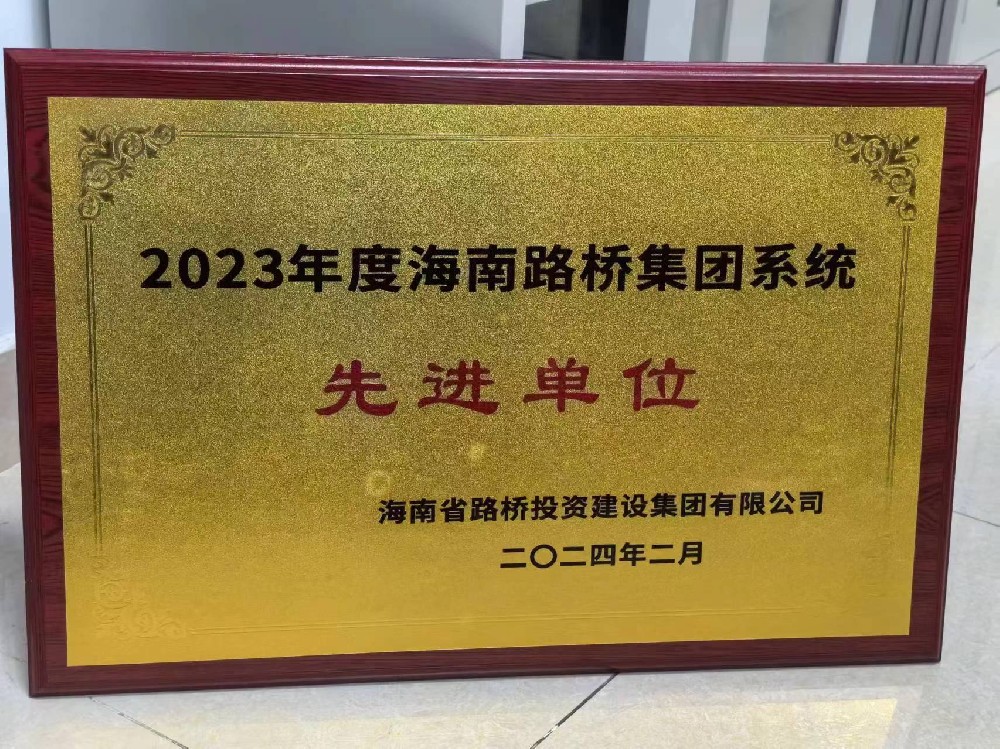 2023年度海南路桥集团系统
先进单位
海南省路桥投资建设集团有限公司
二〇二四年二月